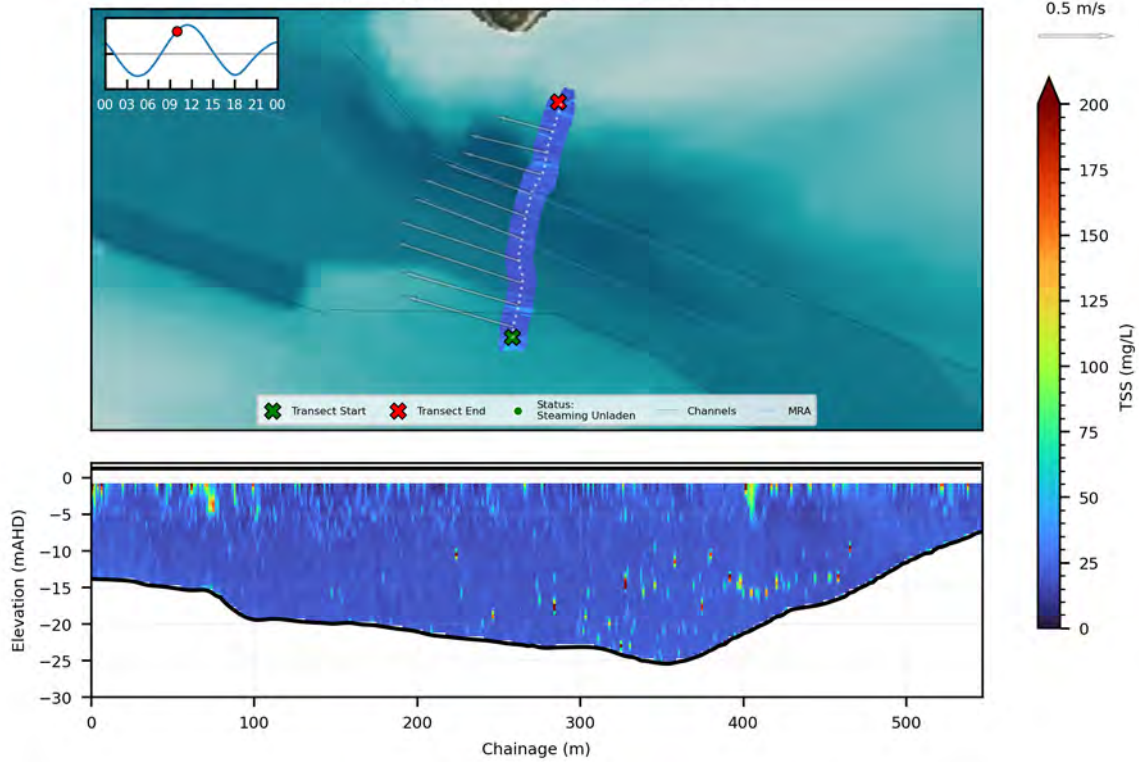 0.5 m/s
00 03 06 09 12 15 18 21 00
Transect Start
Transect End
Status:
Steaming Unladen
Channels
MRA
200
175
150
125
100
75
50
25
0
TSS (mg/L)
0
−5
−10
−15
−20
−25
−30
Elevation (mAHD)
0 100 200 300 400 500
Chainage (m)